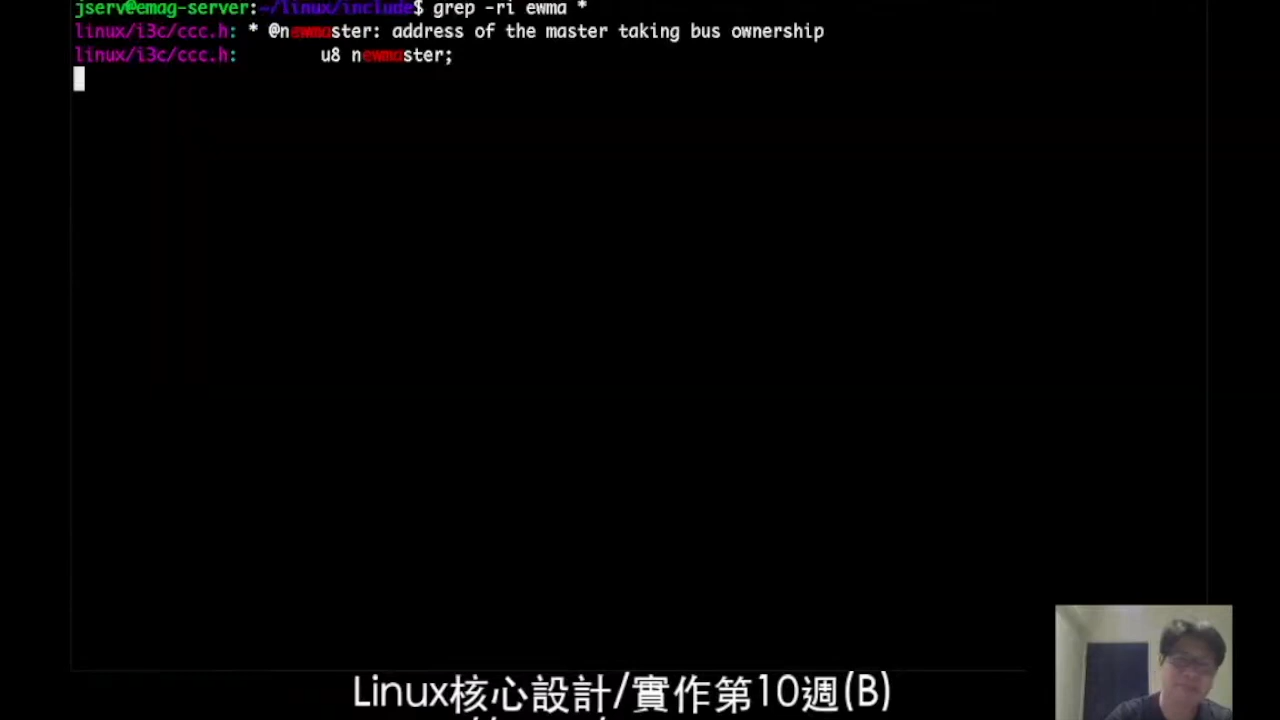 jserv@emag-server:~/linux/include$ grep -ri ewma *
linux/i3c/ccc.h: * @newmaster: address of the master taking bus ownership
linux/i3c/ccc.h:        u8 newmaster;
Linux核心設計/實作第10週(B)